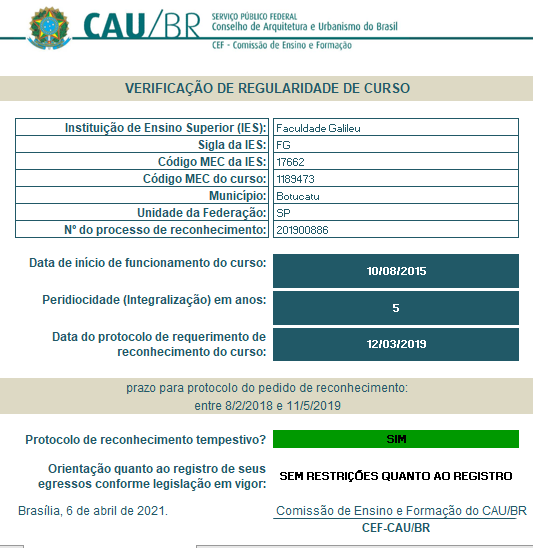 CAU/BR
SERVIÇO PÚBLICO FEDERAL
Conselho de Arquitetura e Urbanismo do Brasil
CEF - Comissão de Ensino e Formação
VERIFICAÇÃO DE REGULARIDADE DE CURSO
Instituição de Ensino Superior (IES): Faculdade Galileu
Sigla da IES: FG
Código MEC da IES: 17662
Código MEC do curso: 1189473
Município: Botucatu
Unidade da Federação: SP
Nº do processo de reconhecimento: 201900886
Data de início de funcionamento do curso: 10/08/2015
Peridiocidade (Integralização) em anos: 5
Data do protocolo de requerimento de
reconhecimento do curso: 12/03/2019
prazo para protocolo do pedido de reconhecimento:
entre 8/2/2018 e 11/5/2019
Protocolo de reconhecimento tempestivo? SIM
Orientação quanto ao registro de seus
egressos conforme legislação em vigor: SEM RESTRIÇÕES QUANTO AO REGISTRO
Brasília, 6 de abril de 2021. Comissão de Ensino e Formação do CAU/BR
CEF-CAU/BR